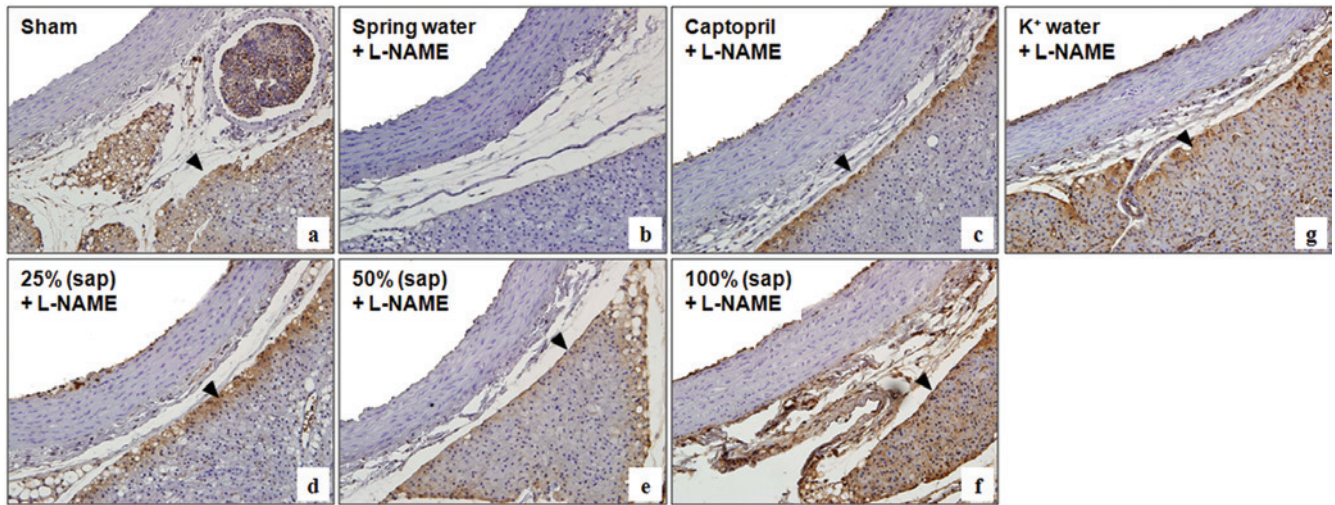 Sham
a
Spring water
+ L-NAME
b
Captopril
+ L-NAME
c
K⁺ water
+ L-NAME
g
25% (sap)
+ L-NAME
d
50% (sap)
+ L-NAME
e
100% (sap)
+ L-NAME
f